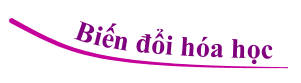 Biến đổi hóa học